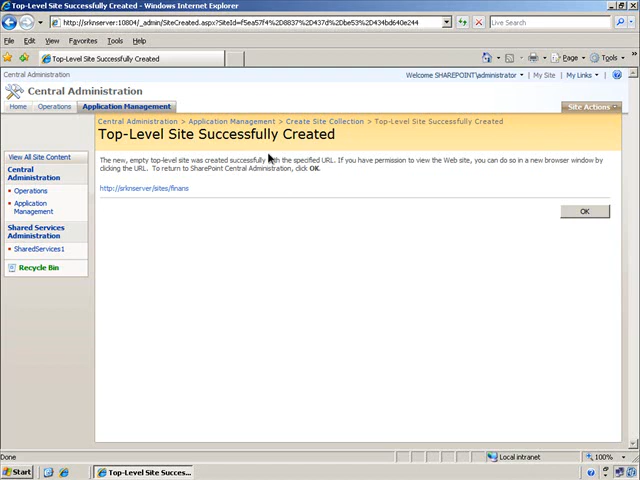 Top-Level Site Successfully Created - Windows Internet Explorer
http://srknserver:10804/_admin/SiteCreated.aspx?SiteId=f5ea57f4%2D8837%2D437d%2Dbe53%2D434bd640e244
Live Search
File Edit View Favorites Tools Help
Top-Level Site Successfully Created
Page Tools
Central Administration
Welcome SHAREPOINT\administrator My Site My Links
Central Administration
Home Operations Application Management
Site Actions
Central Administration > Application Management > Create Site Collection > Top-Level Site Successfully Created
Top-Level Site Successfully Created
View All Site Content
Central Administration
Operations
Application Management
Shared Services Administration
SharedServices1
Recycle Bin
The new, empty top-level site was created successfully with the specified URL. If you have permission to view the Web site, you can do so in a new browser window by
clicking the URL. To return to SharePoint Central Administration, click OK.
http://srknserver/sites/finans
OK
Done
Local intranet
100%
Start
Top-Level Site Succes...